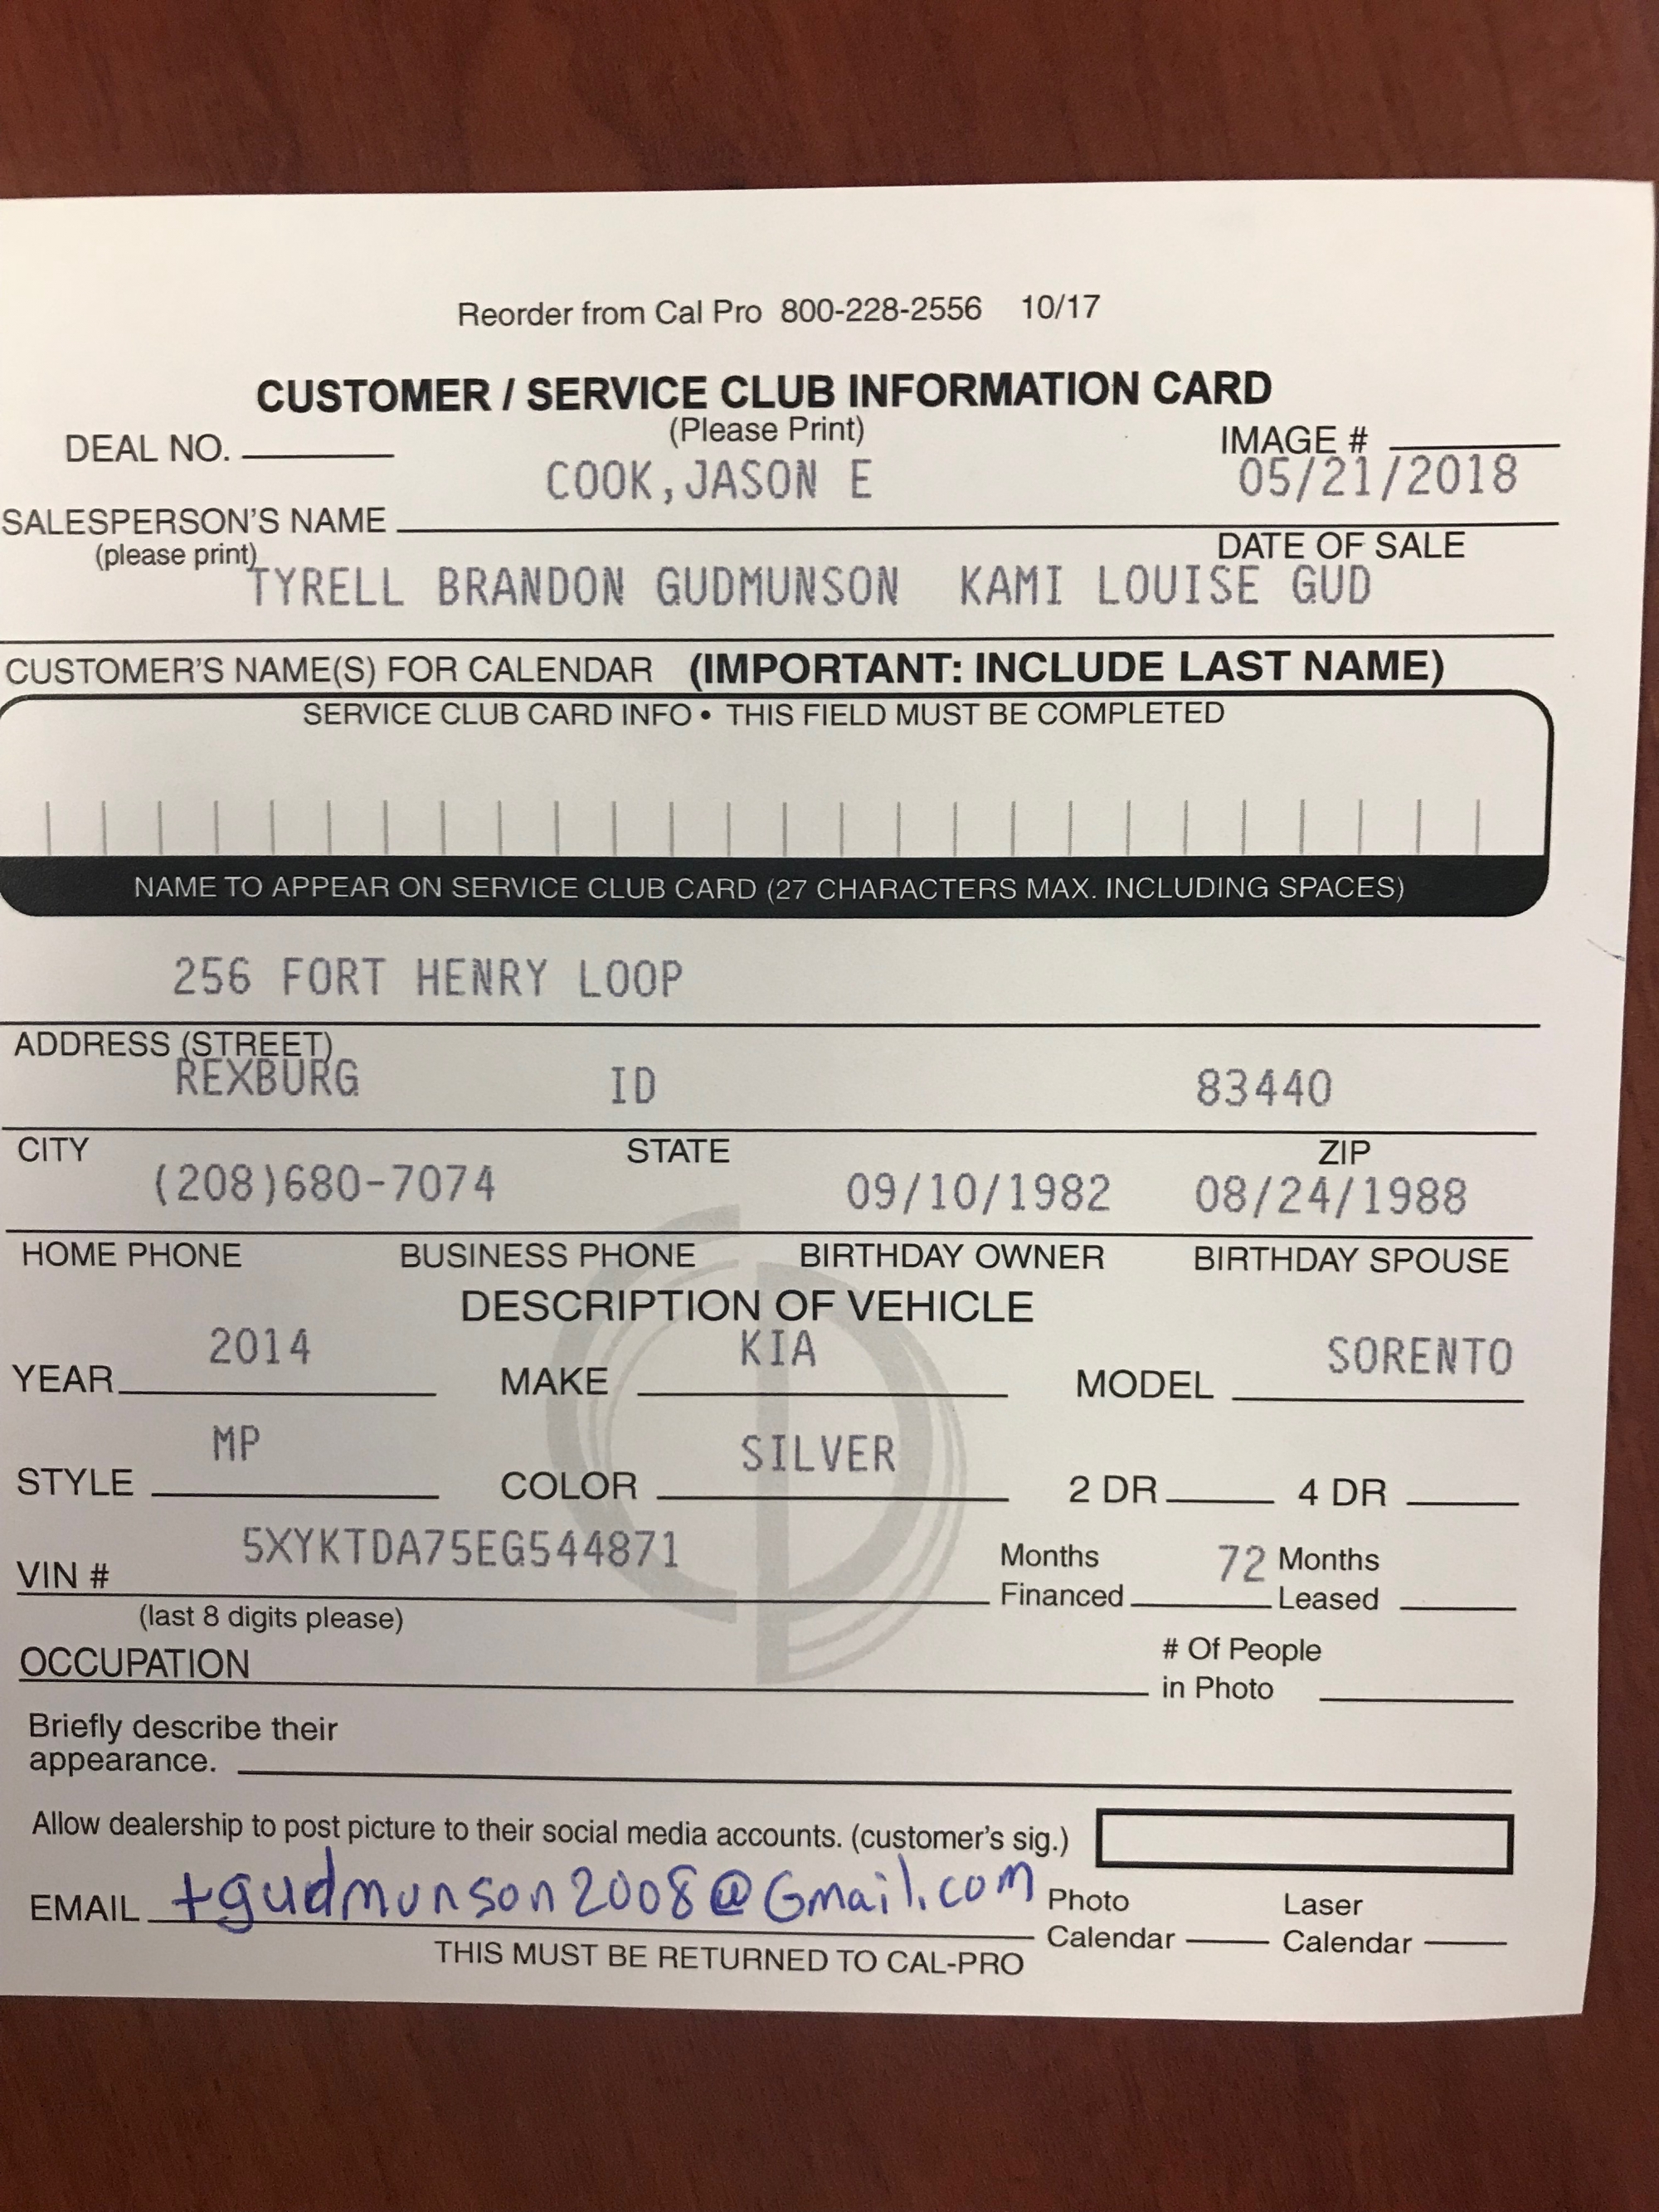 Reorder from Cal Pro 800-228-2556 10/17
CUSTOMER / SERVICE CLUB INFORMATION CARD
(Please Print)
DEAL NO. IMAGE #
COOK,JASON E 05/21/2018
SALESPERSON'S NAME
(please print) DATE OF SALE
TYRELL BRANDON GUDMUNSON KAMI LOUISE GUD
CUSTOMER'S NAME(S) FOR CALENDAR (IMPORTANT: INCLUDE LAST NAME)
SERVICE CLUB CARD INFO • THIS FIELD MUST BE COMPLETED
NAME TO APPEAR ON SERVICE CLUB CARD (27 CHARACTERS MAX. INCLUDING SPACES)
256 FORT HENRY LOOP
ADDRESS (STREET)
REXBURG ID 83440
CITY STATE ZIP
(208)680-7074 09/10/1982 08/24/1988
HOME PHONE BUSINESS PHONE BIRTHDAY OWNER BIRTHDAY SPOUSE
DESCRIPTION OF VEHICLE
2014 KIA SORENTO
YEAR MAKE MODEL
MP SILVER
STYLE COLOR 2 DR 4 DR
5XYKTDA75EG544871 72
VIN # Months Financed Months Leased
(last 8 digits please)
OCCUPATION # Of People in Photo
Briefly describe their
appearance.
Allow dealership to post picture to their social media accounts. (customer's sig.)
EMAIL tgudmunson2008@Gmail.com Photo Calendar Laser Calendar
THIS MUST BE RETURNED TO CAL-PRO